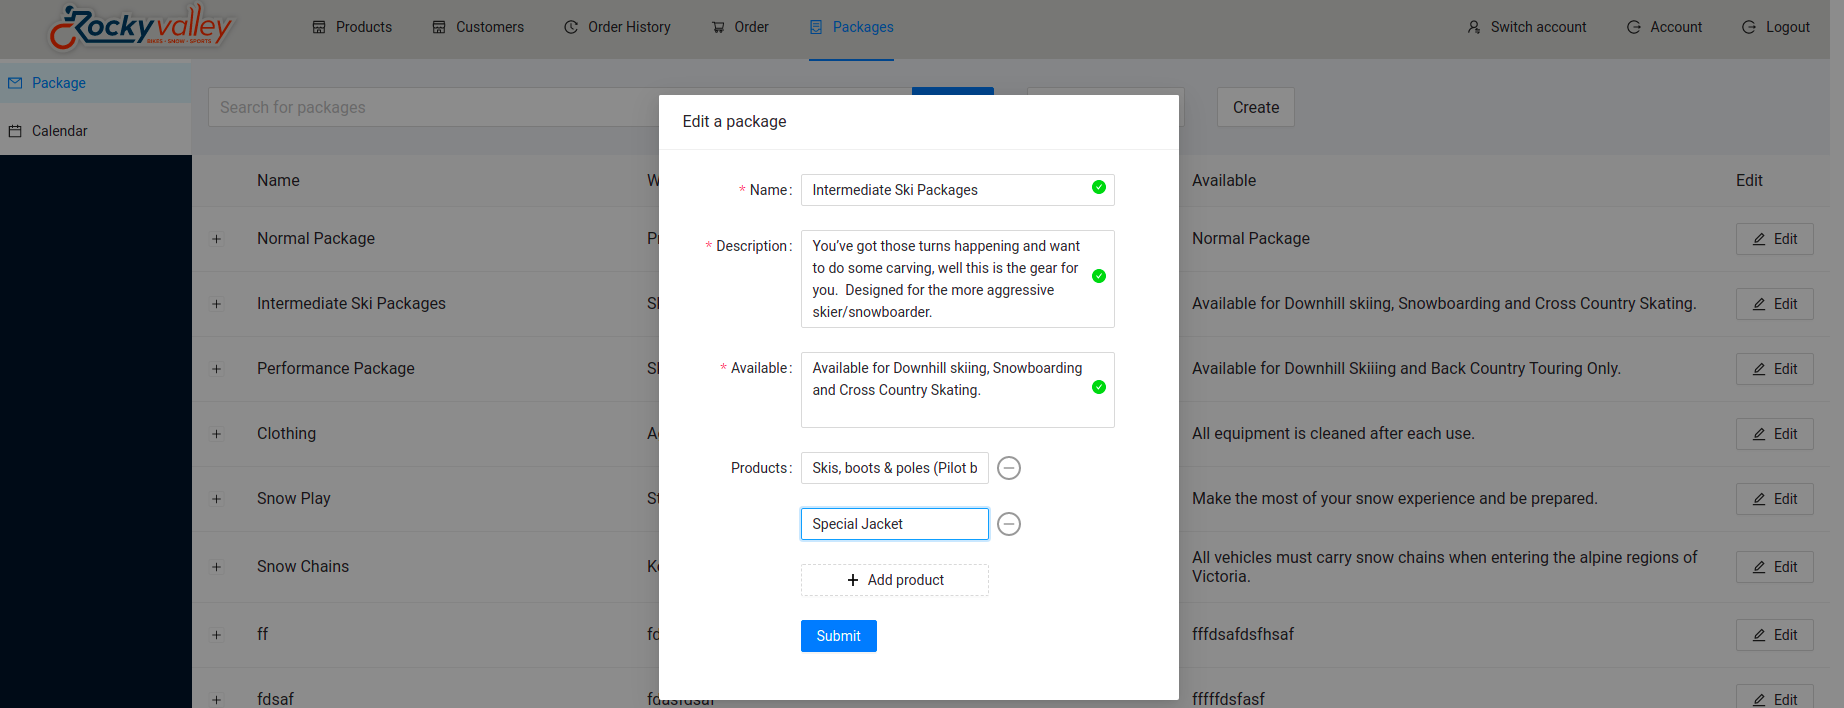 Rockyvalley
BIKES • SNOW • SPORTS
Products
Customers
Order History
Order
Packages
Switch account
Account
Logout
Package
Calendar
Search for packages
Create
Edit a package
* Name:
Intermediate Ski Packages
* Description:
You've got those turns happening and want
to do some carving, well this is the gear for
you.  Designed for the more aggressive
skier/snowboarder.
* Available:
Available for Downhill skiing, Snowboarding
and Cross Country Skating.
Products:
Skis, boots & poles (Pilot b
Special Jacket
+ Add product
Submit
Name
Available
Edit
+ Normal Package
Normal Package
Edit
+ Intermediate Ski Packages
Available for Downhill skiing, Snowboarding and Cross Country Skating.
Edit
+ Performance Package
Available for Downhill Skiiing and Back Country Touring Only.
Edit
+ Clothing
All equipment is cleaned after each use.
Edit
+ Snow Play
Make the most of your snow experience and be prepared.
Edit
+ Snow Chains
All vehicles must carry snow chains when entering the alpine regions of
Victoria.
Edit
+ ff
fffdsafdsfhsaf
Edit
+ fdsaf
fdasfdsaf
fffffdsfasf
Edit